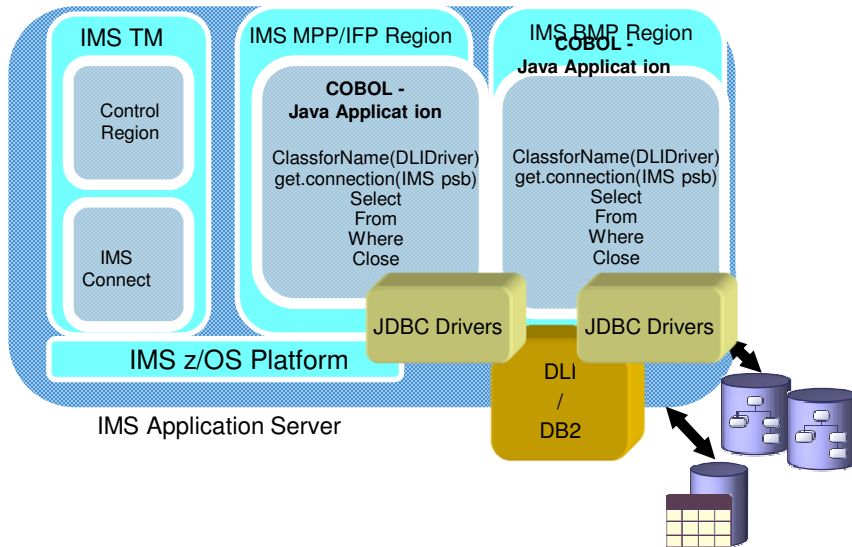 IMS TM
Control
Region
IMS
Connect
IMS MPP/IFP Region
COBOL -
Java Applicat ion
ClassforName(DLIDriver)
get.connection(IMS psb)
Select
From
Where
Close
IMS BMP Region
COBOL -
Java Applicat ion
ClassforName(DLIDriver)
get.connection(IMS psb)
Select
From
Where
Close
JDBC Drivers
JDBC Drivers
IMS z/OS Platform
DLI
/
DB2
IMS Application Server